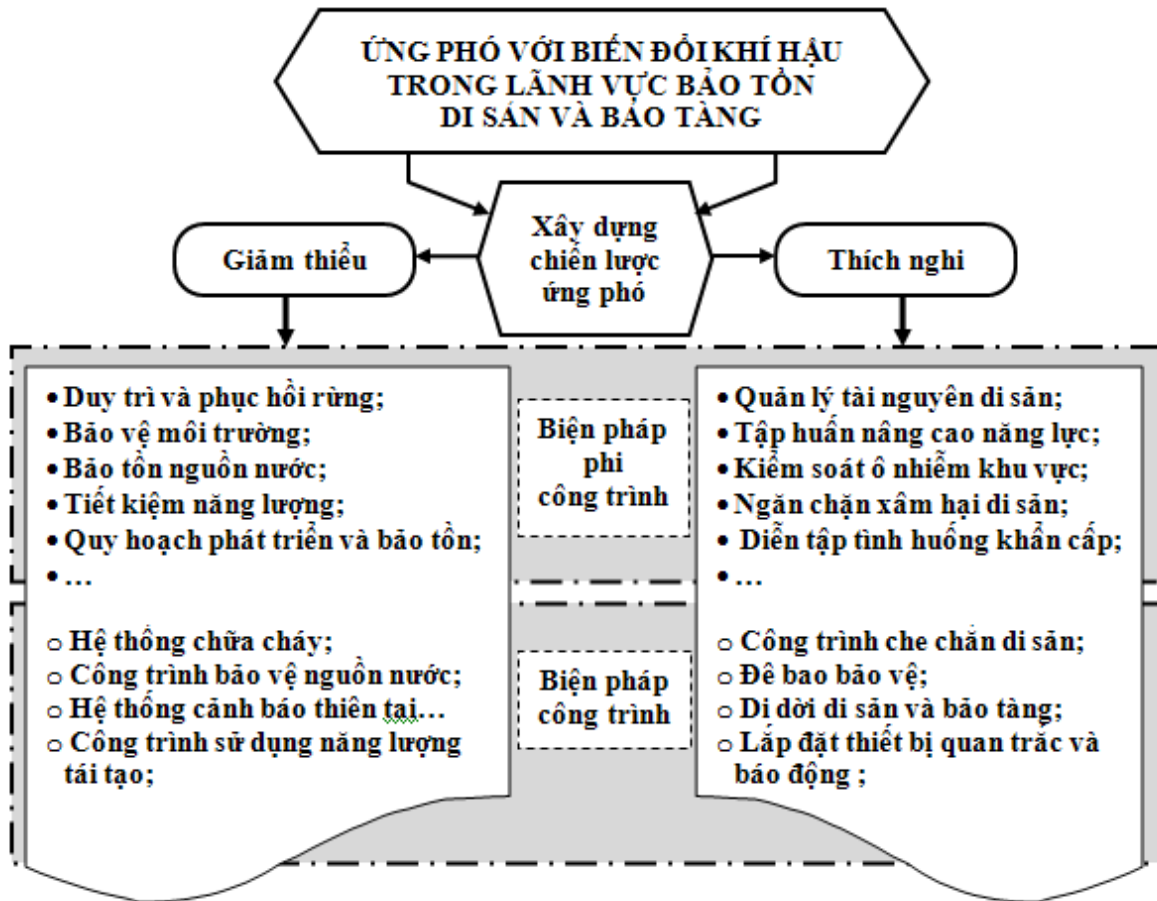 ỨNG PHÓ VỚI BIẾN ĐỔI KHÍ HẬU
TRONG LÃNH VỰC BẢO TỒN
DI SẢN VÀ BẢO TÀNG
Xây dựng
chiến lược
ứng phó
Giảm thiểu
Thích nghi
• Duy trì và phục hồi rừng;
• Bảo vệ môi trường;
• Bảo tồn nguồn nước;
• Tiết kiệm năng lượng;
• Quy hoạch phát triển và bảo tồn;
• …
Biện pháp
phi
công trình
• Quản lý tài nguyên di sản;
• Tập huấn nâng cao năng lực;
• Kiểm soát ô nhiễm khu vực;
• Ngăn chặn xâm hại di sản;
• Diễn tập tình huống khẩn cấp;
• …
o Hệ thống chữa cháy;
o Công trình bảo vệ nguồn nước;
o Hệ thống cảnh báo thiên tai…
o Công trình sử dụng năng lượng
tái tạo;
Biện pháp
công trình
o Công trình che chắn di sản;
o Đê bao bảo vệ;
o Di dời di sản và bảo tàng;
o Lắp đặt thiết bị quan trắc và
báo động ;